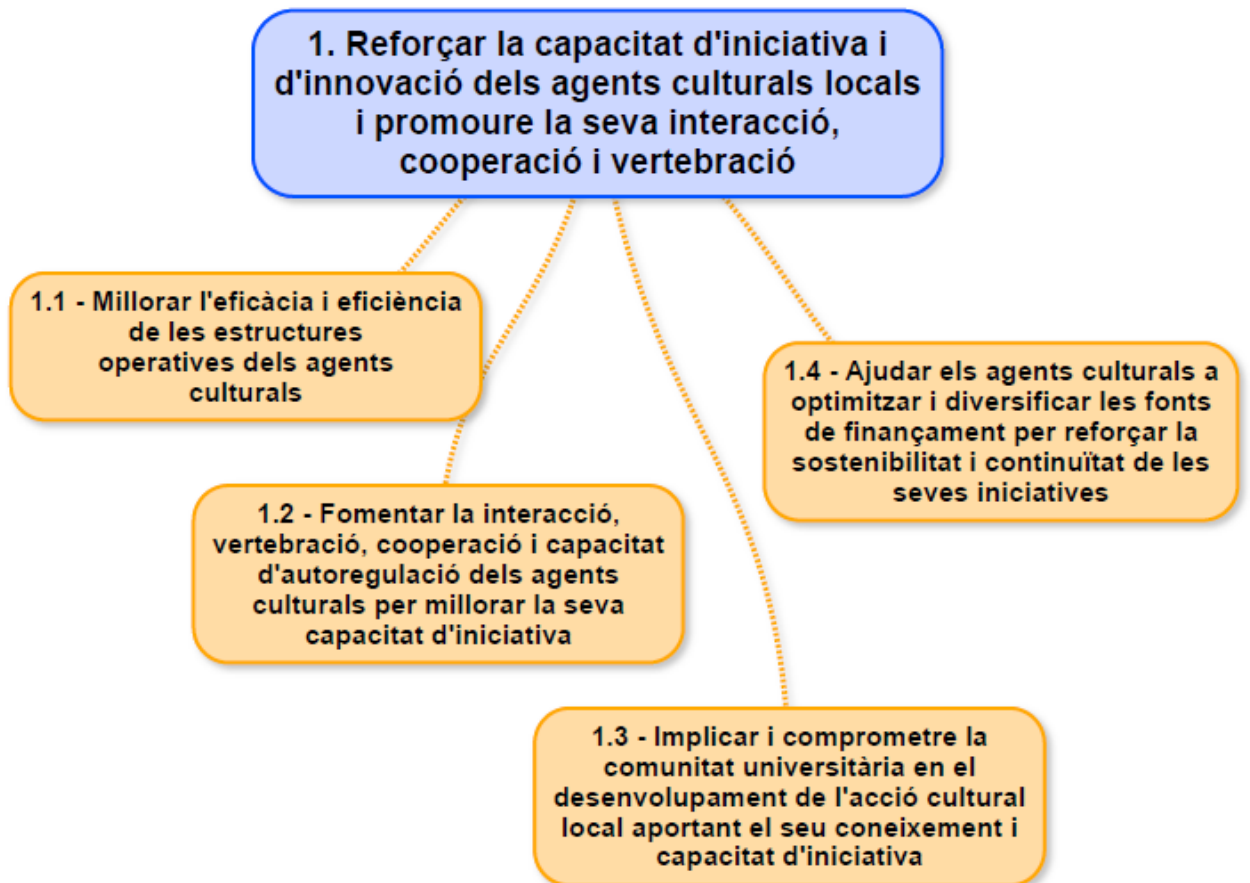 1. Reforçar la capacitat d'iniciativa i
d'innovació dels agents culturals locals
i promoure la seva interacció,
cooperació i vertebració
1.1 - Millorar l'eficàcia i eficiència
de les estructures
operatives dels agents
culturals
1.2 - Fomentar la interacció,
vertebració, cooperació i capacitat
d'autoregulació dels agents
culturals per millorar la seva
capacitat d'iniciativa
1.3 - Implicar i comprometre la
comunitat universitària en el
desenvolupament de l'acció cultural
local aportant el seu coneixement i
capacitat d'iniciativa
1.4 - Ajudar els agents culturals a
optimitzar i diversificar les fonts
de finançament per reforçar la
sostenibilitat i continuïtat de les
seves iniciatives